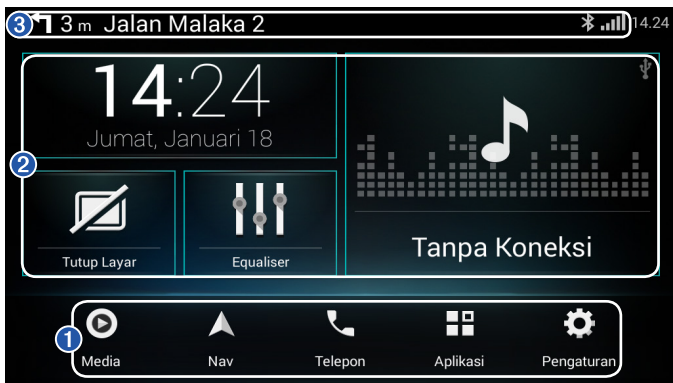 3 3 m Jalan Malaka 2 14.24
14:24
Jumat, Januari 18
2
Tutup Layar
Equaliser
Tanpa Koneksi
1
Media Nav Telepon Aplikasi Pengaturan